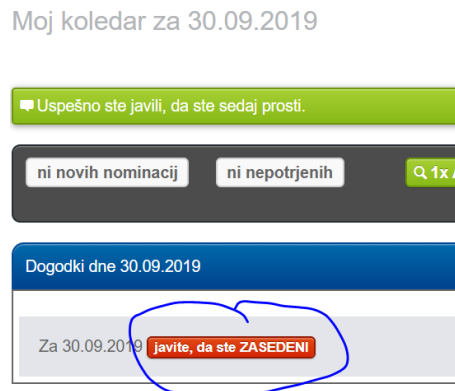 Moj koledar za 30.09.2019
Uspešno ste javili, da ste sedaj prosti.
ni novih nominacij ni nepotrjenih 1x
Dogodki dne 30.09.2019
Za 30.09.2019 javite, da ste ZASEDENI